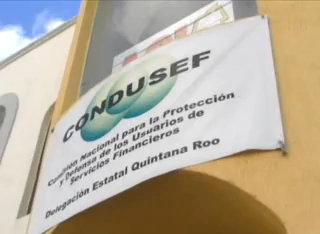 CONDUSEF
Comisión Nacional para la Protección
y Defensa de los Usuarios de
Servicios Financieros
Delegación Estatal Quintana Roo